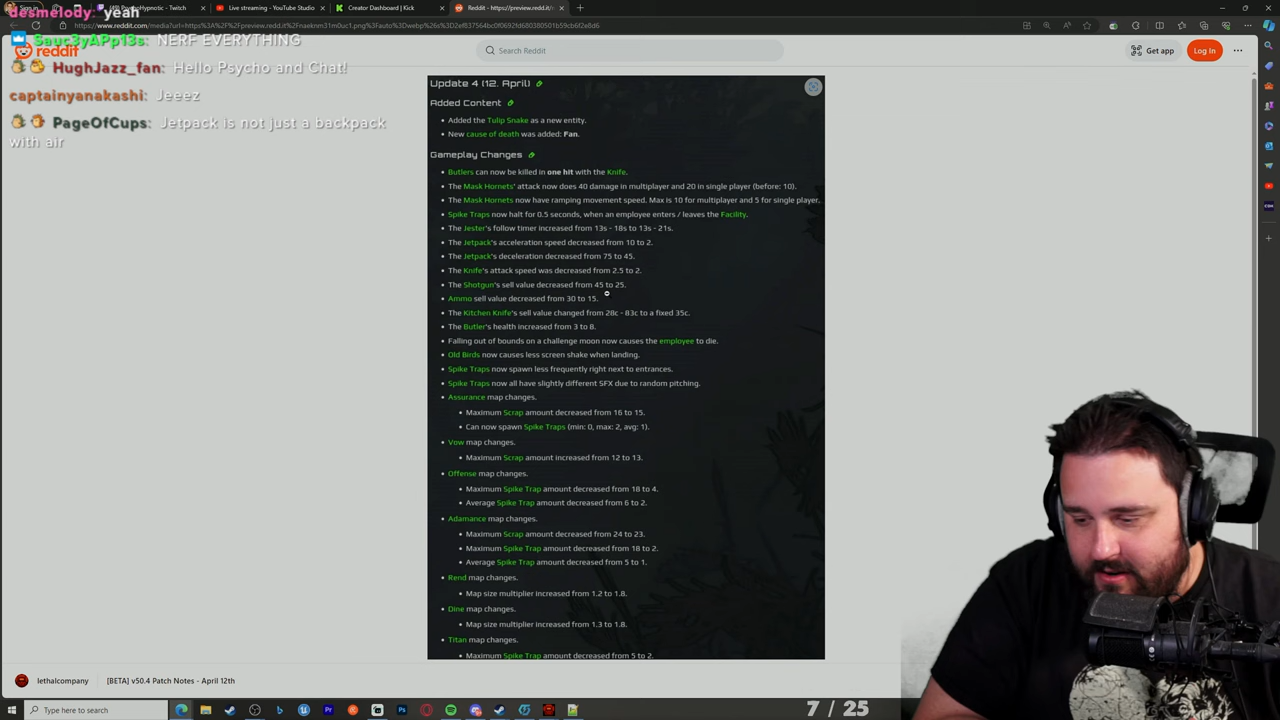 PsychoHypnotic - Twitch
Live streaming - YouTube Studio
Creator Dashboard | Kick
desmelody: yeah
Sauc3yAPp13s: NERF EVERYTHING
HughJazz_fan: Hello Psycho and Chat!
captainyanakashi: Jeeez
PageOfCups: Jetpack is not just a backpack
with air
reddit
Search Reddit
Get app
Log In
Update 4 (12. April)
Added Content
• Added the Tulip Snake as a new entity.
• New cause of death was added: Fan.
Gameplay Changes
• Butlers can now be killed in one hit with the Knife.
• The Mask Hornets' attack now does 40 damage in multiplayer and 20 in single player (before: 10).
• The Mask Hornets now have ramping movement speed. Max is 10 for multiplayer and 5 for single player.
• Spike Traps now halt for 0.5 seconds, when an employee enters / leaves the Facility.
• The Jester's follow timer increased from 13s - 18s to 13s - 21s.
• The Jetpack's acceleration speed decreased from 10 to 2.
• The Jetpack's deceleration decreased from 75 to 45.
• The Knife's attack speed was decreased from 2.5 to 2.
• The Shotgun's sell value decreased from 45 to 25.
• Ammo sell value decreased from 30 to 15.
• The Kitchen Knife's sell value changed from 28c - 83c to a fixed 35c.
• The Butler's health increased from 3 to 8.
• Falling out of bounds on a challenge moon now causes the employee to die.
• Old Birds now causes less screen shake when landing.
• Spike Traps now spawn less frequently right next to entrances.
• Spike Traps now all have slightly different SFX due to random pitching.
• Assurance map changes.
• Maximum Scrap amount decreased from 16 to 15.
• Can now spawn Spike Traps (min: 0, max: 2, avg: 1).
• Vow map changes.
• Maximum Scrap amount increased from 12 to 13.
• Offense map changes.
• Maximum Spike Trap amount decreased from 18 to 4.
• Average Spike Trap amount decreased from 6 to 2.
• Adamance map changes.
• Maximum Scrap amount decreased from 24 to 23.
• Maximum Spike Trap amount decreased from 18 to 2.
• Average Spike Trap amount decreased from 5 to 1.
• Rend map changes.
• Map size multiplier increased from 1.2 to 1.8.
• Dine map changes.
• Map size multiplier increased from 1.3 to 1.8.
• Titan map changes.
• Maximum Spike Trap amount decreased from 5 to 2.
lethalcompany
[BETA] v50.4 Patch Notes - April 12th
Type here to search
7 / 25